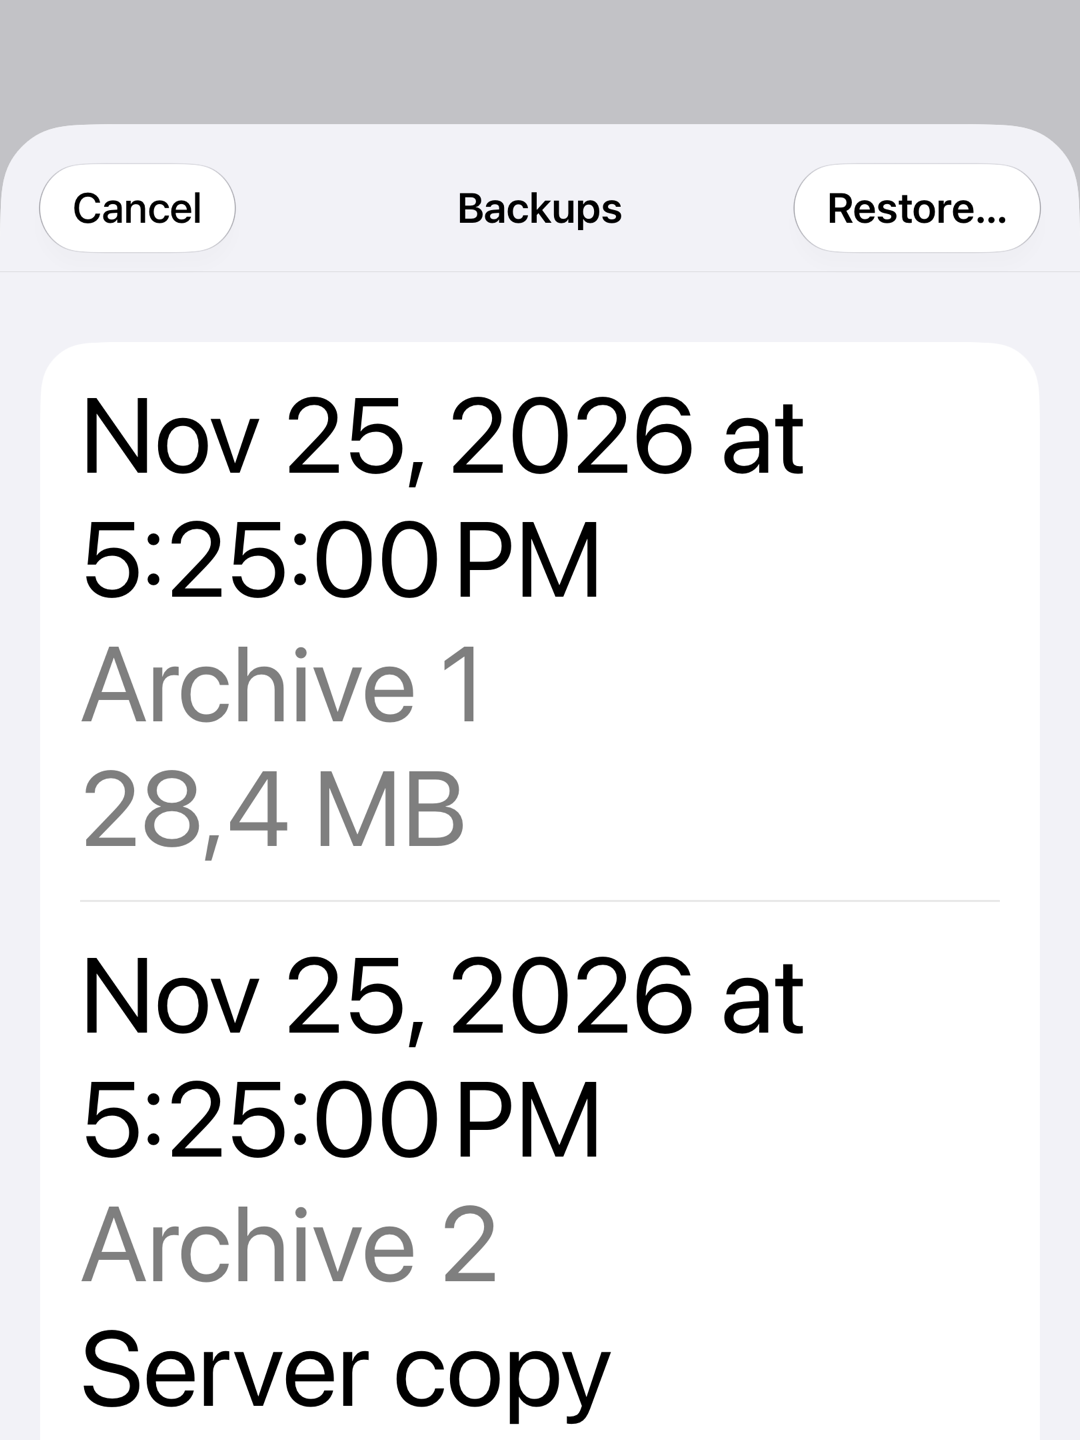 Cancel
Backups
Restore...
Nov 25, 2026 at
5:25:00 PM
Archive 1
28,4 MB
Nov 25, 2026 at
5:25:00 PM
Archive 2
Server copy